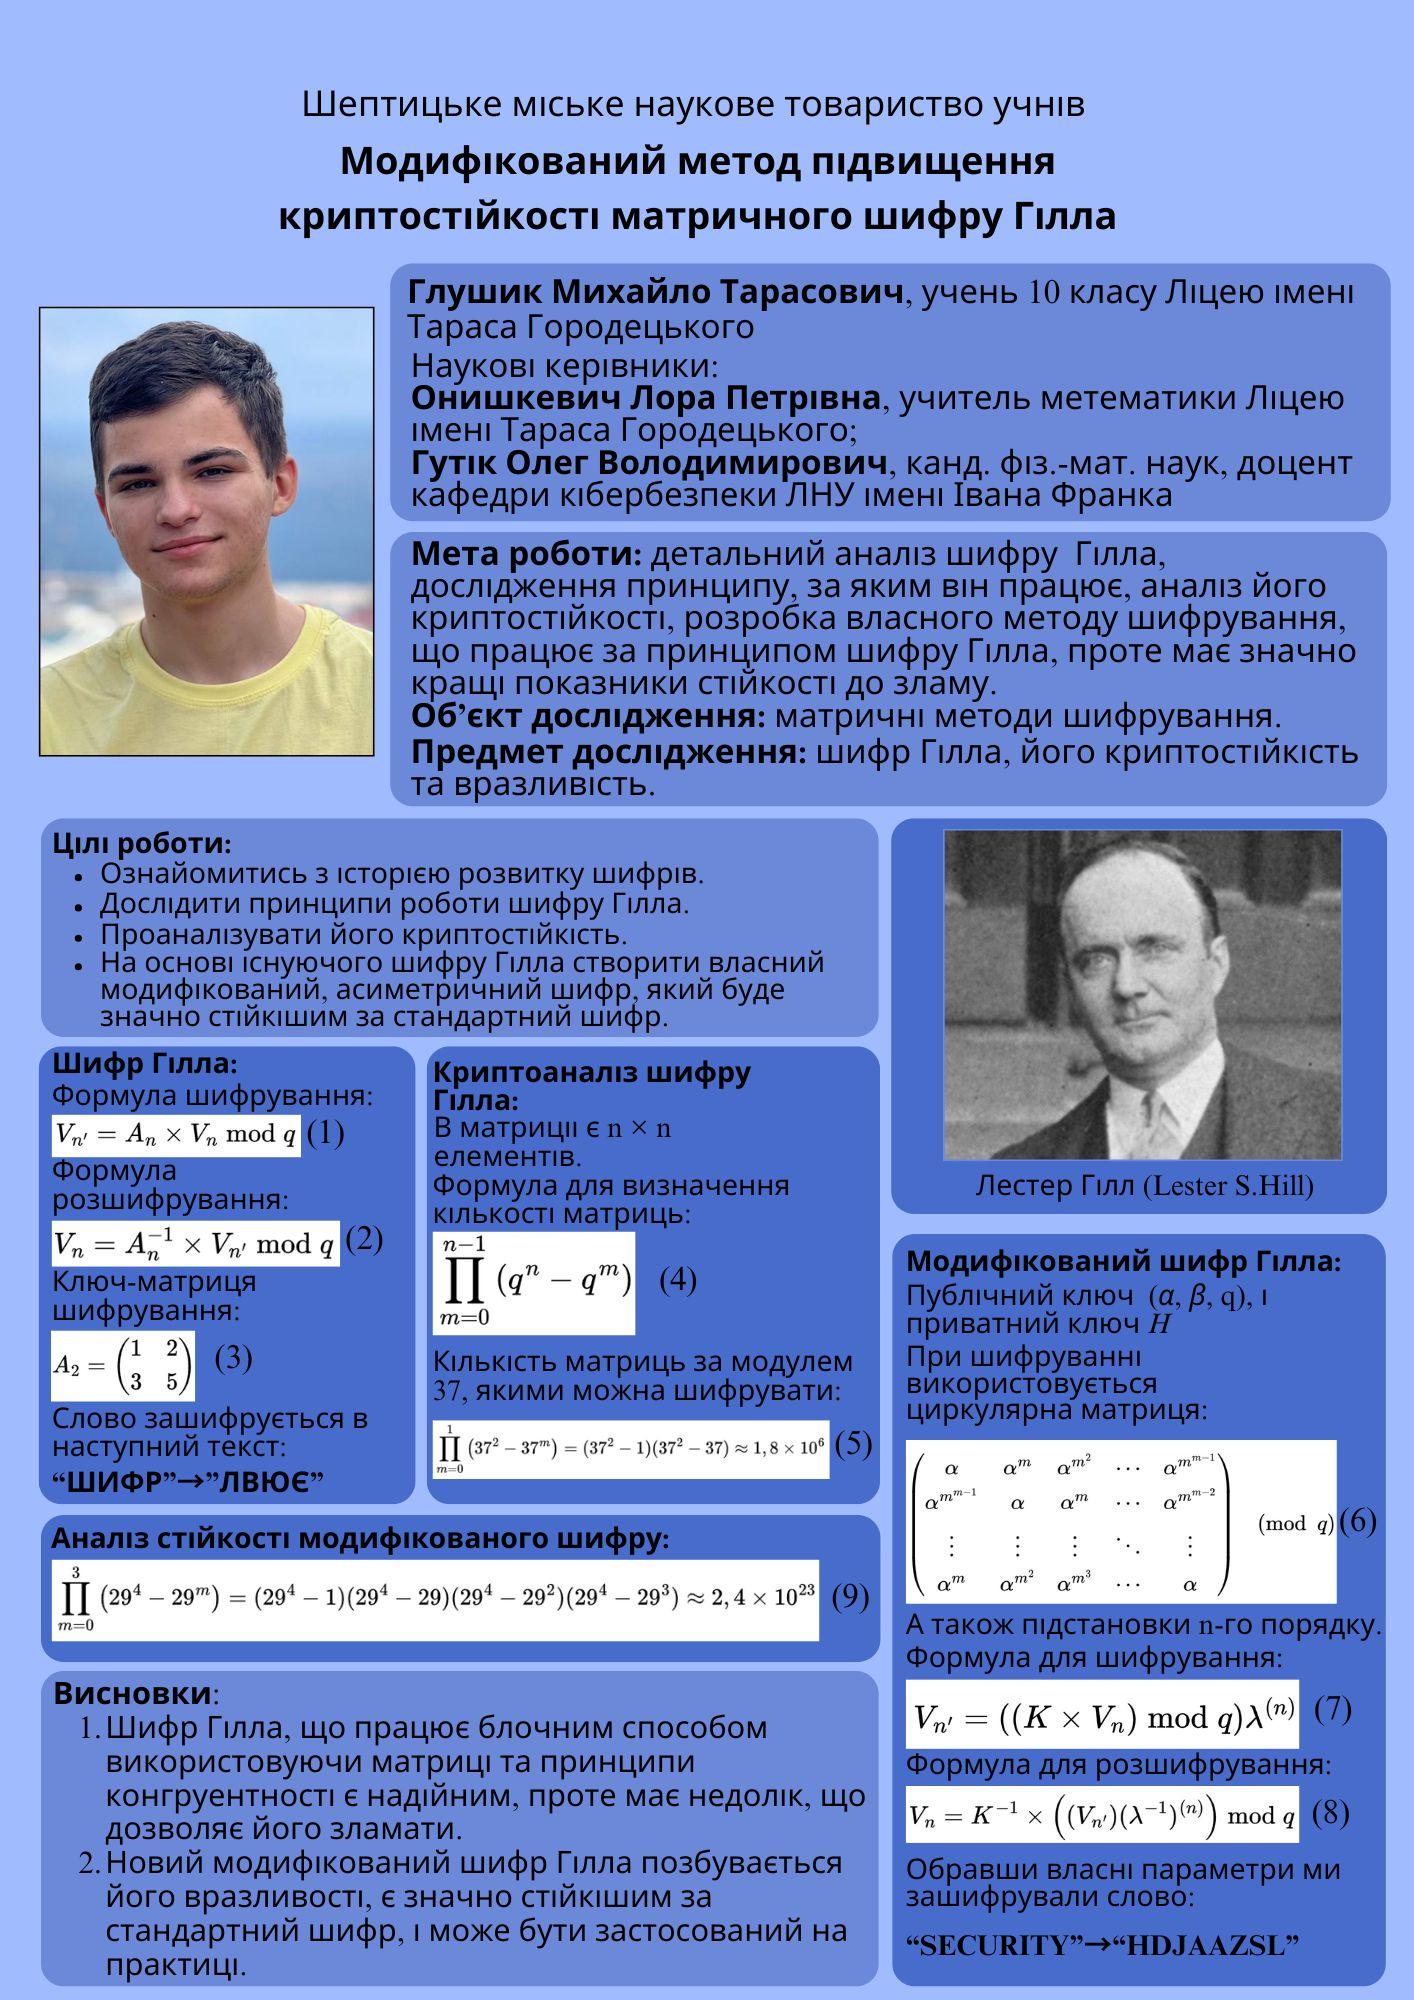 Шептицьке міське наукове товариство учнів
Модифікований метод підвищення
криптостійкості матричного шифру Гілла
Глушик Михайло Тарасович, учень 10 класу Ліцею імені
Тараса Городецького
Наукові керівники:
Онишкевич Лора Петрівна, учитель метематики Ліцею
імені Тараса Городецького;
Гутік Олег Володимирович, канд. фіз.-мат. наук, доцент
кафедри кібербезпеки ЛНУ імені Івана Франка
Мета роботи: детальний аналіз шифру Гілла,
дослідження принципу, за яким він працює, аналіз його
криптостійкості, розробка власного методу шифрування,
що працює за принципом шифру Гілла, проте має значно
кращі показники стійкості до зламу.
Об’єкт дослідження: матричні методи шифрування.
Предмет дослідження: шифр Гілла, його криптостійкість
та вразливість.
Цілі роботи:
• Ознайомитись з історією розвитку шифрів.
• Дослідити принципи роботи шифру Гілла.
• Проаналізувати його криптостійкість.
• На основі існуючого шифру Гілла створити власний
модифікований, асиметричний шифр, який буде
значно стійкішим за стандартний шифр.
Лестер Гілл (Lester S.Hill)
Шифр Гілла:
Формула шифрування:
V_{n'} = A_n × V_n mod q (1)
Формула
розшифрування:
V_n = A_n^{-1} × V_{n'} mod q (2)
Ключ-матриця
шифрування:
A_2 = (1 2
3 5) (3)
Слово зашифрується в
наступний текст:
“ШИФР”→”ЛВЮЄ”
Криптоаналіз шифру
Гілла:
В матриціі є n × n
елементів.
Формула для визначення
кількості матриць:
∏_{m=0}^{n−1} (q^n − q^m) (4)
Кількість матриць за модулем
37, якими можна шифрувати:
∏_{m=0}^{1} (37^2 − 37^m) = (37^2 − 1)(37^2 − 37) ≈ 1,8 × 10^6 (5)
Модифікований шифр Гілла:
Публічний ключ (α, β, q), і
приватний ключ H
При шифруванні
використовується
циркулярна матриця:
α α^m α^{m^2} ⋯ α^{m^{m−1}}
α^{m^{m−1}} α α^m ⋯ α^{m^{m−2}}
⋮ ⋮ ⋮ ⋱ ⋮ (mod q) (6)
α^m α^{m^2} α^{m^3} ⋯ α
А також підстановки n-го порядку.
Формула для шифрування:
V_{n'} = ((K × V_n) mod q)λ^{(n)} (7)
Формула для розшифрування:
V_n = K^{−1} × ((V_{n'})(λ^{−1})^{(n)}) mod q (8)
Обравши власні параметри ми
зашифрували слово:
“SECURITY”→“HDJAAZSL”
Аналіз стійкості модифікованого шифру:
∏_{m=0}^{3} (29^4 − 29^m) = (29^4 − 1)(29^4 − 29)(29^4 − 29^2)(29^4 − 29^3) ≈ 2,4 × 10^{23} (9)
Висновки:
1. Шифр Гілла, що працює блочним способом
використовуючи матриці та принципи
конгруентності є надійним, проте має недолік, що
дозволяє його зламати.
2. Новий модифікований шифр Гілла позбувається
його вразливості, є значно стійкішим за
стандартний шифр, і може бути застосований на
практиці.